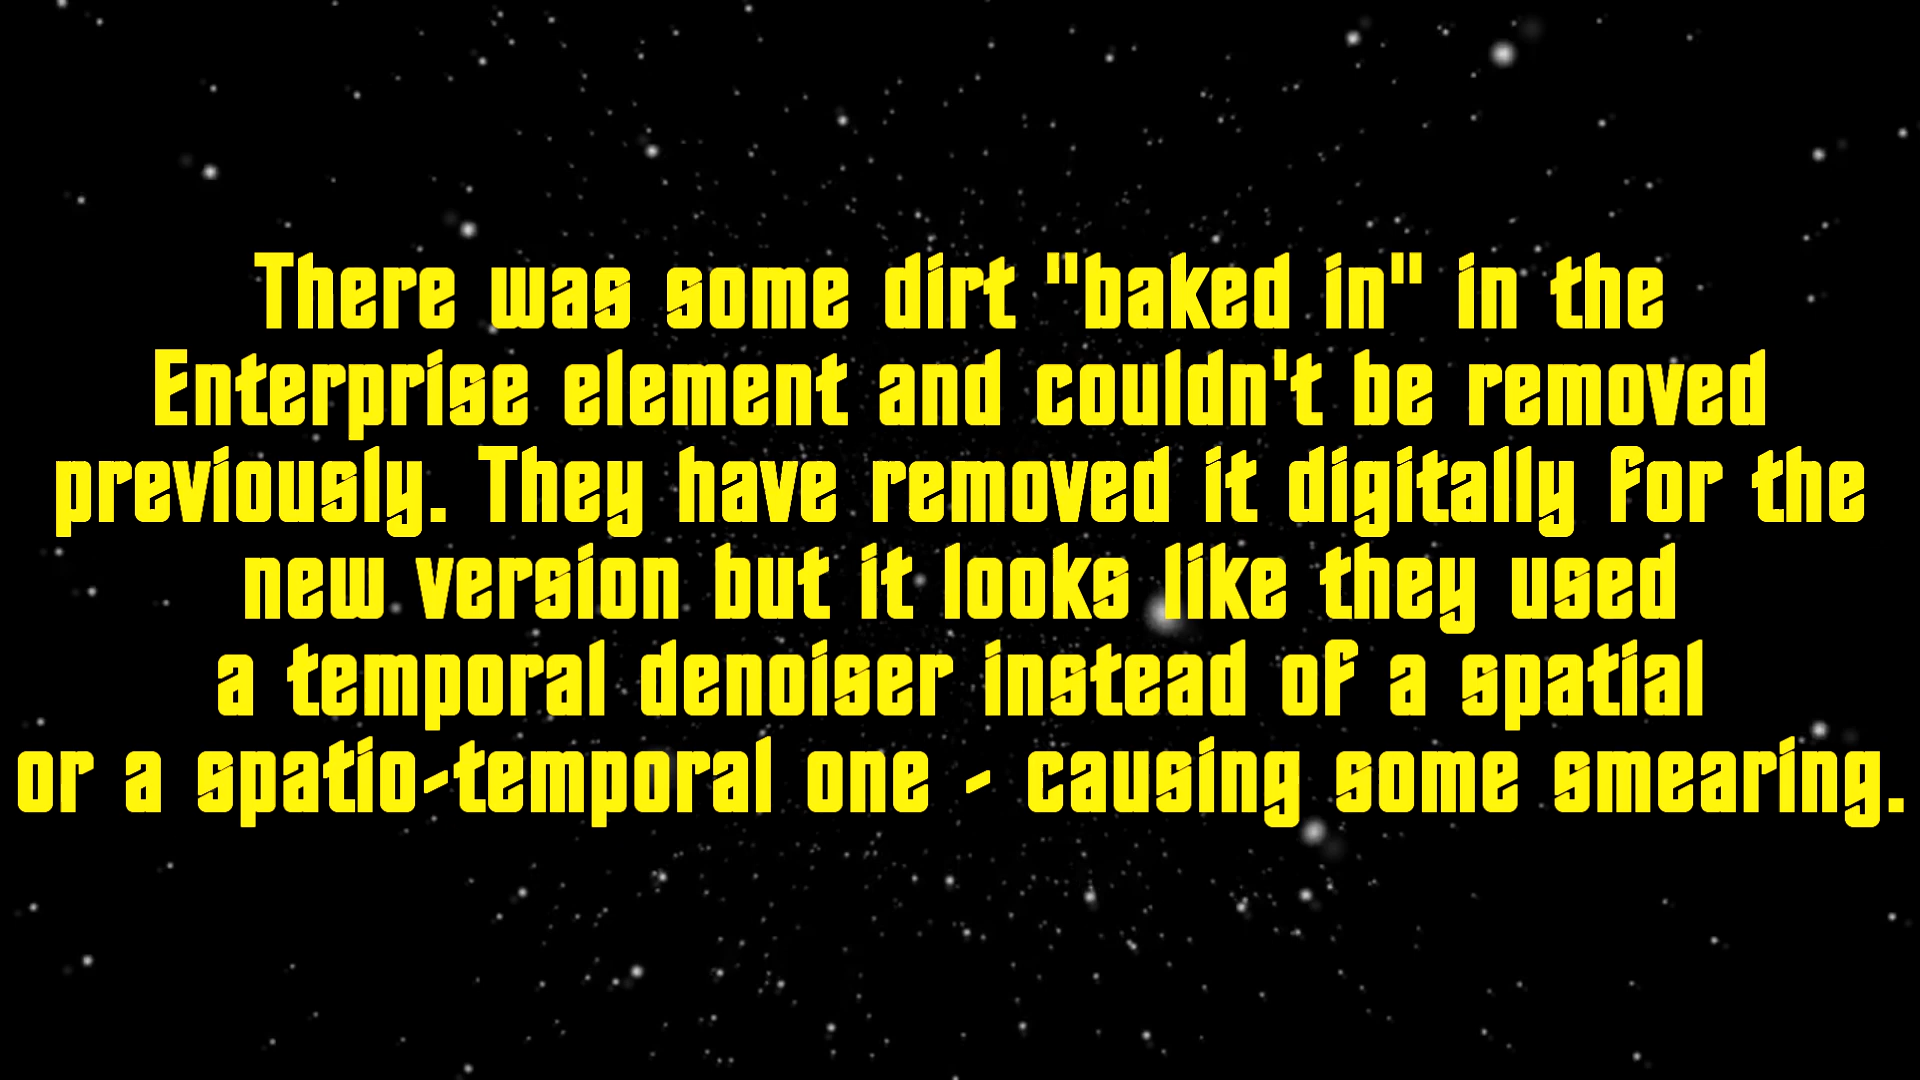 There was some dirt "baked in" in the
Enterprise element and couldn't be removed
previously. They have removed it digitally for the
new version but it looks like they used
a temporal denoiser instead of a spatial
or a spatio-temporal one - causing some smearing.